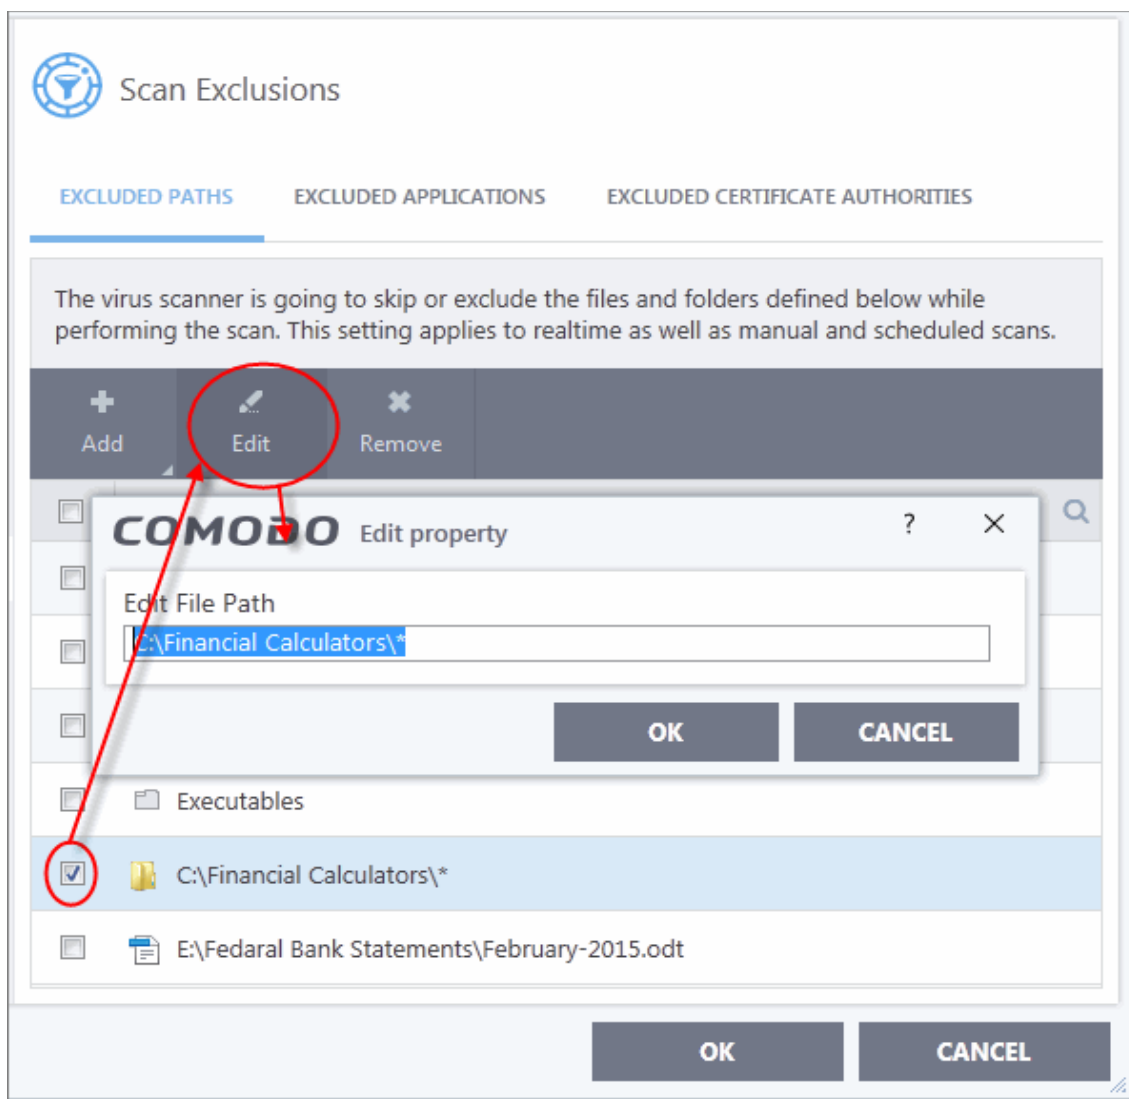 Scan Exclusions
EXCLUDED PATHS EXCLUDED APPLICATIONS EXCLUDED CERTIFICATE AUTHORITIES
The virus scanner is going to skip or exclude the files and folders defined below while
performing the scan. This setting applies to realtime as well as manual and scheduled scans.
Add Edit Remove
COMODO Edit property ?
Edit File Path
C:\Financial Calculators\*
OK CANCEL
Executables
C:\Financial Calculators\*
E:\Fedaral Bank Statements\February-2015.odt
OK CANCEL